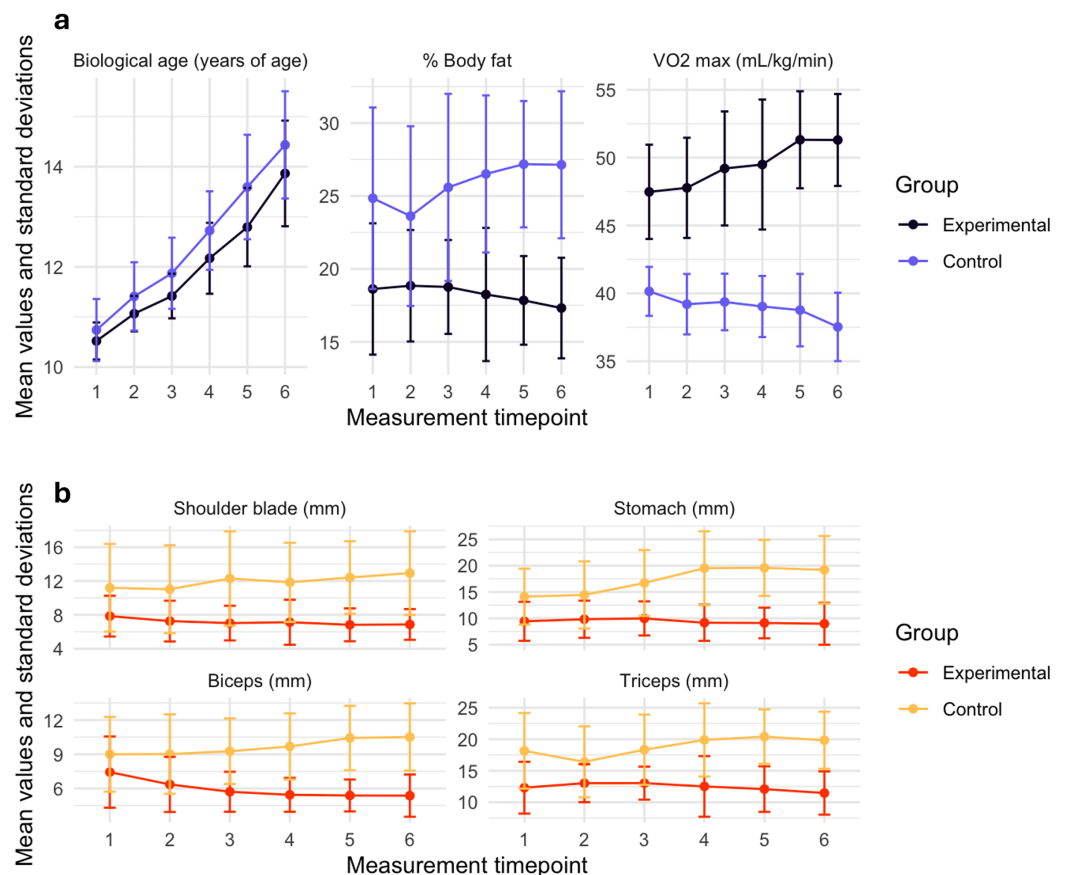 a
Mean values and standard deviations
Biological age (years of age)
14
12
10
1 2 3 4 5 6
% Body fat
30
25
20
15
1 2 3 4 5 6
VO2 max (mL/kg/min)
55
50
45
40
35
1 2 3 4 5 6
Measurement timepoint
Group
Experimental
Control
b
Mean values and standard deviations
Shoulder blade (mm)
16
12
8
4
Stomach (mm)
25
20
15
10
5
Biceps (mm)
12
9
6
1 2 3 4 5 6
Triceps (mm)
25
20
15
10
1 2 3 4 5 6
Measurement timepoint
Group
Experimental
Control